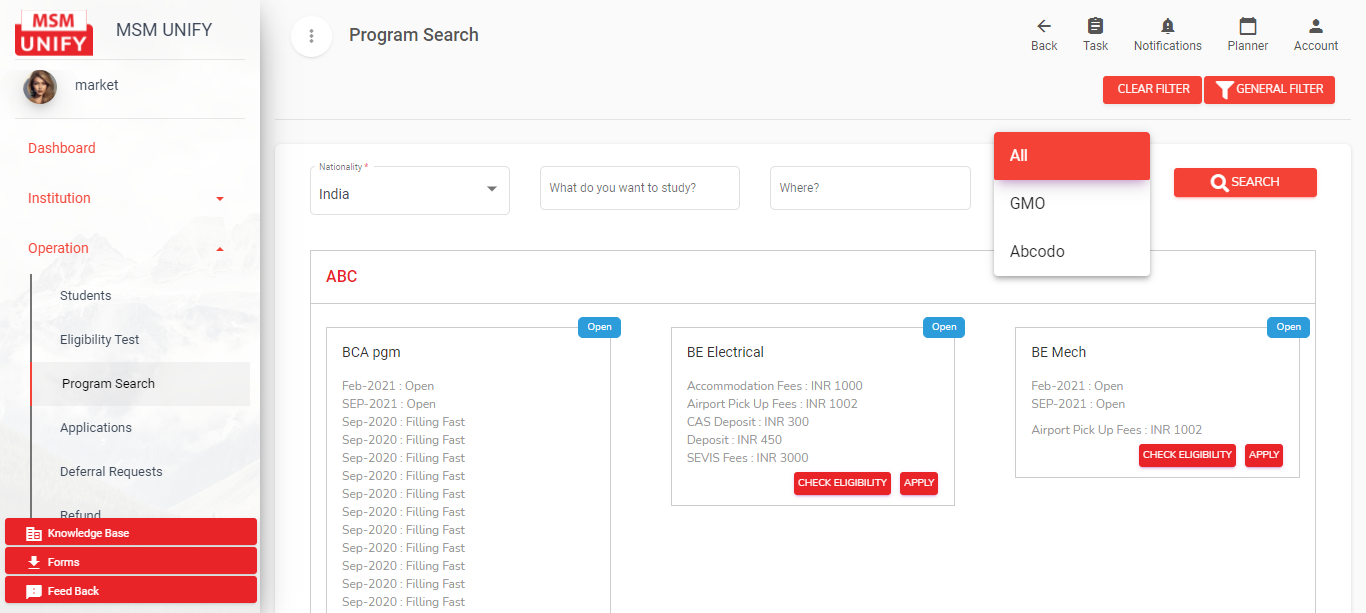 MSM
UNIFY
MSM UNIFY
market
Dashboard
Institution
Operation
Students
Eligibility Test
Program Search
Applications
Deferral Requests
Refund
Knowledge Base
Forms
Feed Back
Program Search
Back
Task
Notifications
Planner
Account
CLEAR FILTER
GENERAL FILTER
Nationality *
India
What do you want to study?
Where?
All
GMO
Abcodo
SEARCH
ABC
Open
BCA pgm
Feb-2021 : Open
SEP-2021 : Open
Sep-2020 : Filling Fast
Sep-2020 : Filling Fast
Sep-2020 : Filling Fast
Sep-2020 : Filling Fast
Sep-2020 : Filling Fast
Sep-2020 : Filling Fast
Sep-2020 : Filling Fast
Sep-2020 : Filling Fast
Sep-2020 : Filling Fast
Sep-2020 : Filling Fast
Sep-2020 : Filling Fast
Open
BE Electrical
Accommodation Fees : INR 1000
Airport Pick Up Fees : INR 1002
CAS Deposit : INR 300
Deposit : INR 450
SEVIS Fees : INR 3000
CHECK ELIGIBILITY
APPLY
Open
BE Mech
Feb-2021 : Open
SEP-2021 : Open
Airport Pick Up Fees : INR 1002
CHECK ELIGIBILITY
APPLY